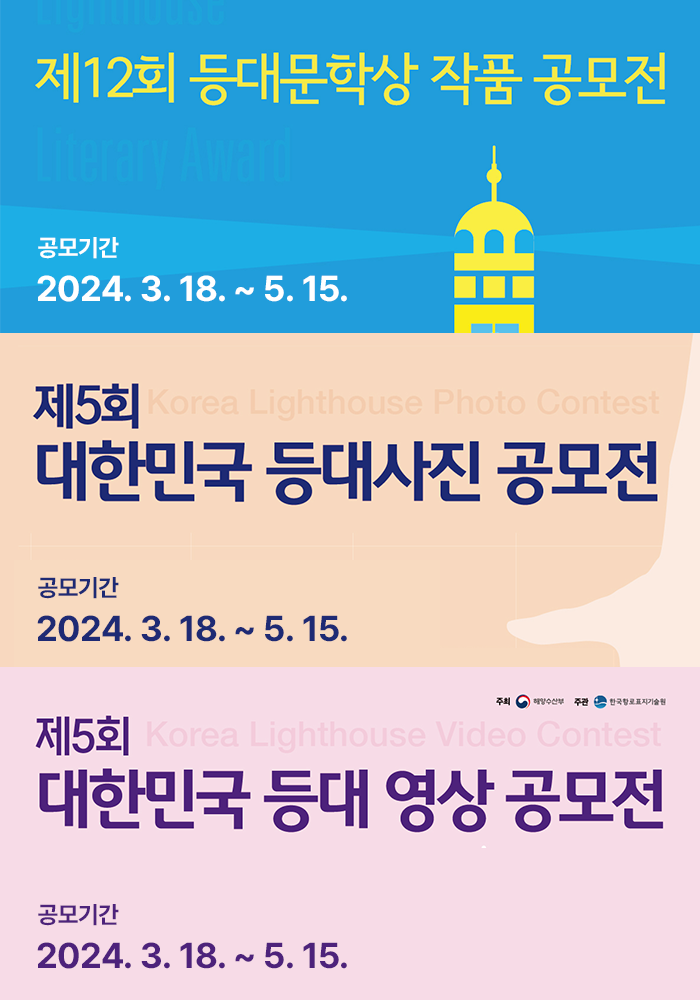 Lighthouse
제12회 등대문학상 작품 공모전
Literary Award
공모기간
2024. 3. 18. ~ 5. 15.
제5회 Korea Lighthouse Photo Contest
대한민국 등대사진 공모전
공모기간
2024. 3. 18. ~ 5. 15.
주최 해양수산부 주관 한국항로표지기술원
제5회 Korea Lighthouse Video Contest
대한민국 등대 영상 공모전
공모기간
2024. 3. 18. ~ 5. 15.